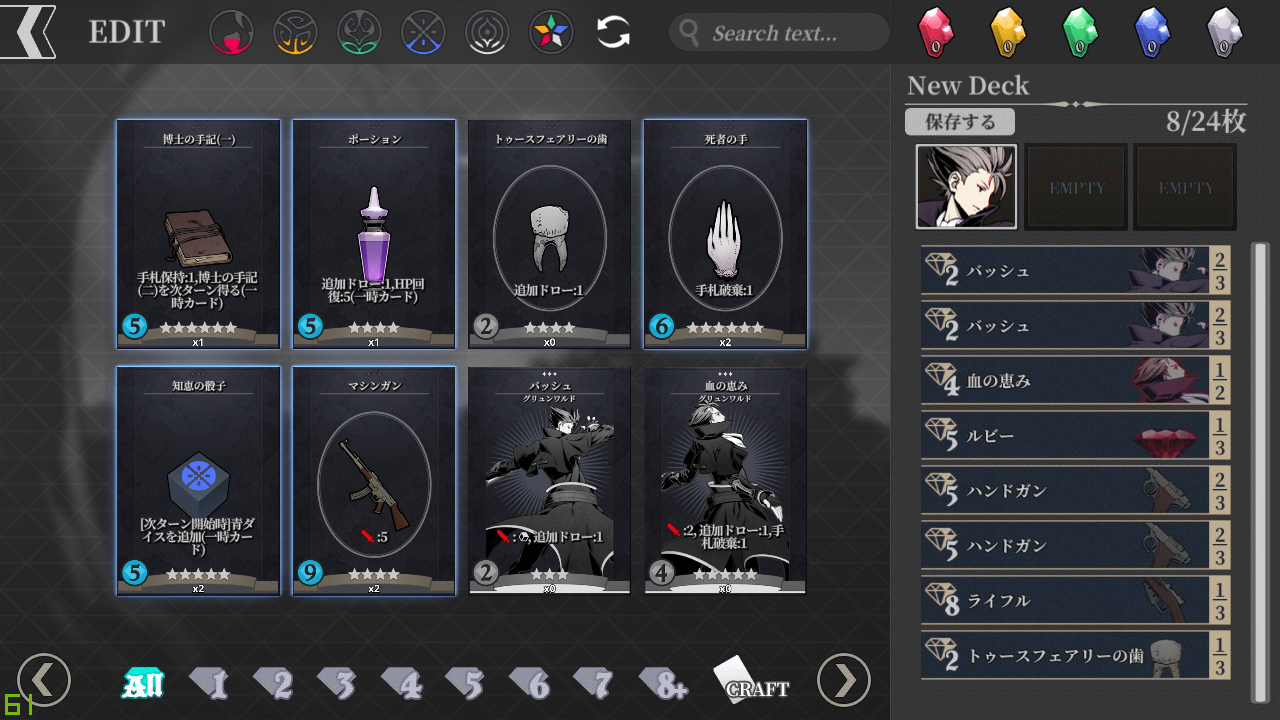 EDIT
Search text...
0
0
0
0
0
New Deck
保存する
8/24枚
EMPTY
EMPTY
博士の手記(一)
手札保持:1,博士の手記
(二)を次ターン得る(一
時カード)
5
★★★★★★
x1
ポーション
追加ドロー:1,HP回
復:5(一時カード)
5
★★★★
x1
トゥースフェアリーの歯
追加ドロー:1
2
★★★★
x0
死者の手
手札破棄:1
6
★★★★★★
x2
知恵の骰子
[次ターン開始時]青ダ
イスを追加(一時カー
ド)
5
★★★★★
x2
マシンガン
:5
9
★★★★
x2
バッシュ
グリュンワルド
:2,追加ドロー:1
2
★★★
x0
血の恵み
グリュンワルド
:2,追加ドロー:1,手
札破棄:1
4
★★★★★
x0
2 バッシュ 2/3
2 バッシュ 2/3
4 血の恵み 1/2
5 ルビー 1/3
5 ハンドガン 2/3
5 ハンドガン 2/3
8 ライフル 1/3
2 トゥースフェアリーの歯 1/3
All
1
2
3
4
5
6
7
8+
CRAFT
61